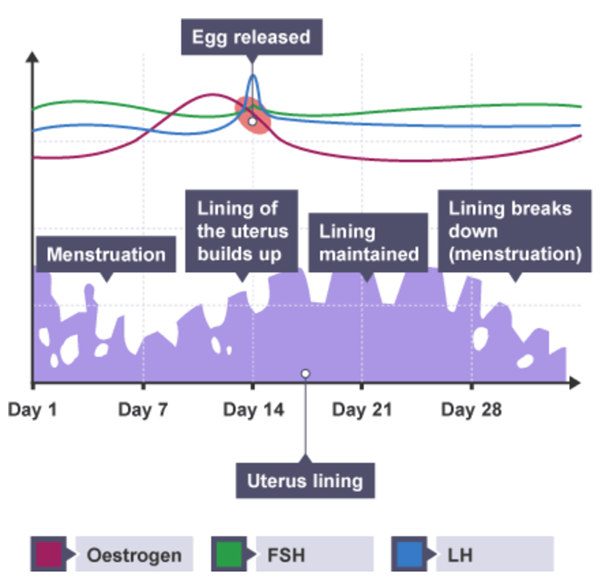 Egg released
Menstruation
Lining of
the uterus
builds up
Lining
maintained
Lining breaks
down
(menstruation)
Day 1
Day 7
Day 14
Day 21
Day 28
Uterus lining
Oestrogen
FSH
LH